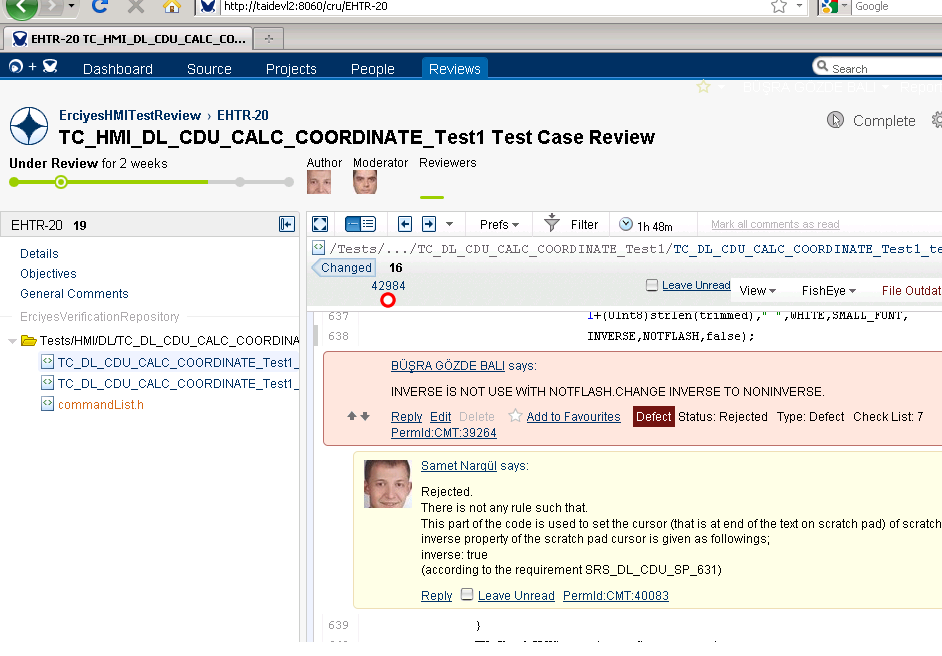 http://taidevl2:8060/cru/EHTR-20
Google
EHTR-20 TC_HMI_DL_CDU_CALC_CO...
+ Dashboard Source Projects People Reviews Search
BUŞRA GÖZDE BALI
ErciyesHMITestReview › EHTR-20
TC_HMI_DL_CDU_CALC_COORDINATE_Test1 Test Case Review
Complete
Under Review for 2 weeks
Author Moderator Reviewers
EHTR-20 19
Prefs Filter 1h 48m Mark all comments as read
Details
Objectives
General Comments
ErciyesVerificationRepository
Tests/HMI/DL/TC_DL_CDU_CALC_COORDINA
TC_DL_CDU_CALC_COORDINATE_Test1_
TC_DL_CDU_CALC_COORDINATE_Test1_
commandList.h
/Tests/.../TC_DL_CDU_CALC_COORDINATE_Test1/TC_DL_CDU_CALC_COORDINATE_Test1_te
Changed 16
42984
Leave Unread View FishEye File Outdat
637 1+(UInt8)strlen(trimmed)," ",WHITE,SMALL_FONT,
638 INVERSE,NOTFLASH,false);
BÜŞRA GÖZDE BALI says:
INVERSE İS NOT USE WİTH NOTFLASH.CHANGE INVERSE TO NONINVERSE.
Reply Edit Delete Add to Favourites Defect Status: Rejected Type: Defect Check List: 7
PermId:CMT:39264
Samet Nargül says:
Rejected.
There is not any rule such that.
This part of the code is used to set the cursor (that is at end of the text on scratch pad) of scratch
inverse property of the scratch pad cursor is given as followings;
inverse: true
(according to the requirement SRS_DL_CDU_SP_631)
Reply Leave Unread PermId:CMT:40083
639 }